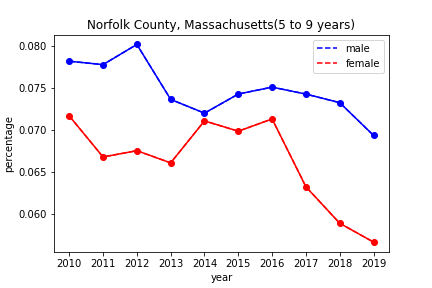 Norfolk County, Massachusetts(5 to 9 years)
male
female
0.080
0.075
0.070
0.065
0.060
percentage
2010 2011 2012 2013 2014 2015 2016 2017 2018 2019
year